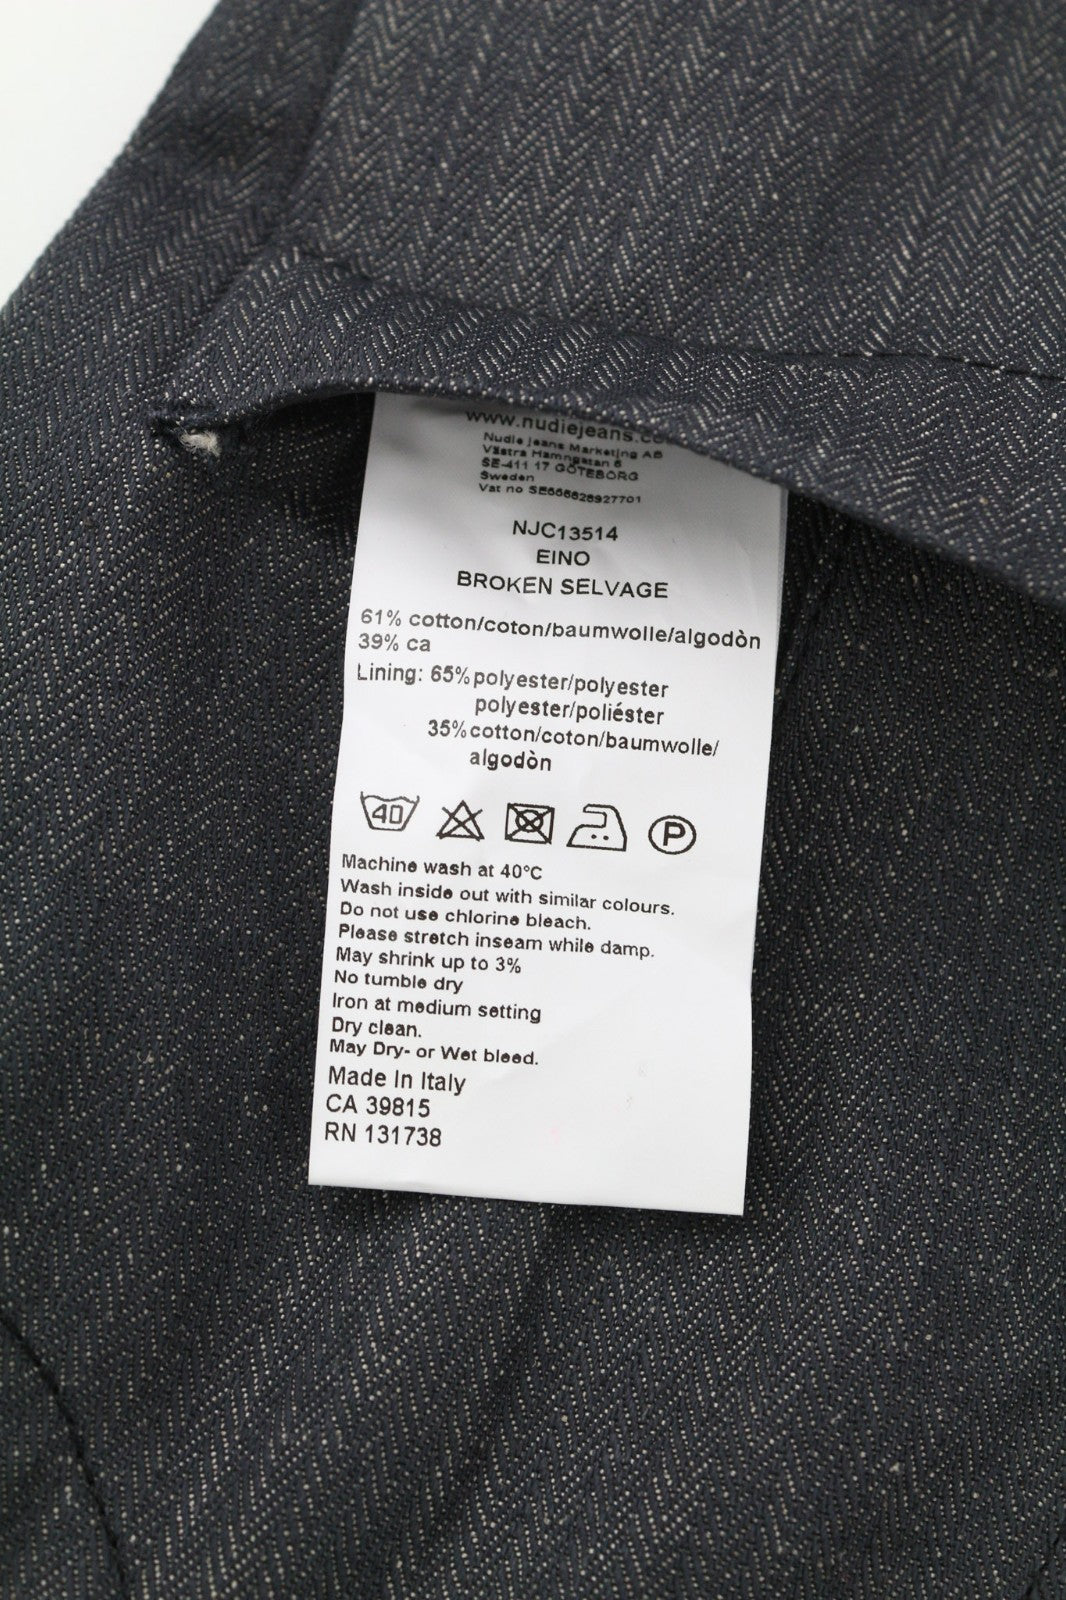 www.nudiejeans.co
Nudie Jeans Marketing AB
Västra Hamngatan 6
SE-411 17 GÖTEBORG
Sweden
Vat no SE556628927701
NJC13514
EINO
BROKEN SELVAGE
61% cotton/coton/baumwolle/algodòn
39% ca
Lining: 65% polyester/polyester
polyester/poliéster
35% cotton/coton/baumwolle/
algodòn
40
P
Machine wash at 40°C
Wash inside out with similar colours.
Do not use chlorine bleach.
Please stretch inseam while damp.
May shrink up to 3%
No tumble dry
Iron at medium setting
Dry clean.
May Dry- or Wet bleed.
Made In Italy
CA 39815
RN 131738